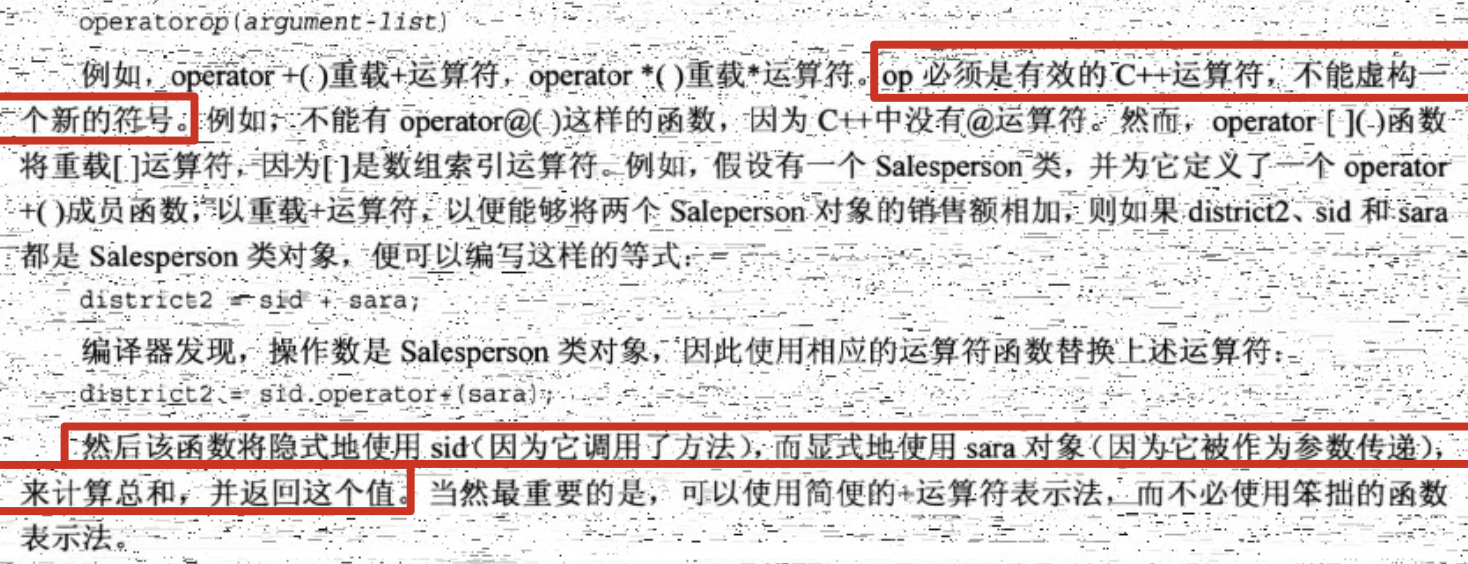 operatorop(argument-list)
例如，operator +( )重载+运算符，operator *( )重载*运算符。op 必须是有效的 C++运算符，不能虚构一
个新的符号。例如，不能有 operator@( )这样的函数，因为 C++中没有@运算符。然而，operator [ ]( )函数
将重载[ ]运算符，因为[ ]是数组索引运算符。例如，假设有一个 Salesperson 类，并为它定义了一个 operator
+( )成员函数，以重载+运算符，以便能够将两个 Saleperson 对象的销售额相加，则如果 district2、sid 和 sara
都是 Salesperson 类对象，便可以编写这样的等式：
district2 = sid + sara;
编译器发现，操作数是 Salesperson 类对象，因此使用相应的运算符函数替换上述运算符：
district2 = sid.operator+(sara);
然后该函数将隐式地使用 sid（因为它调用了方法），而显式地使用 sara 对象（因为它被作为参数传递），
来计算总和，并返回这个值。当然最重要的是，可以使用简便的+运算符表示法，而不必使用笨拙的函数
表示法。